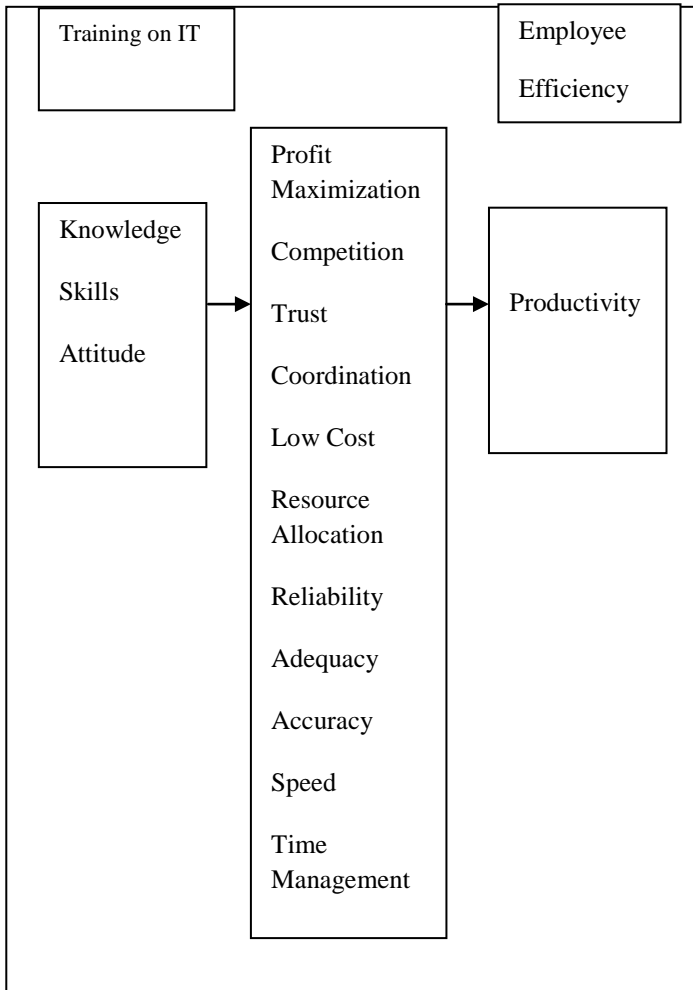 Training on IT
Employee
Efficiency
Knowledge
Skills
Attitude
Profit
Maximization
Competition
Trust
Coordination
Low Cost
Resource
Allocation
Reliability
Adequacy
Accuracy
Speed
Time
Management
Productivity